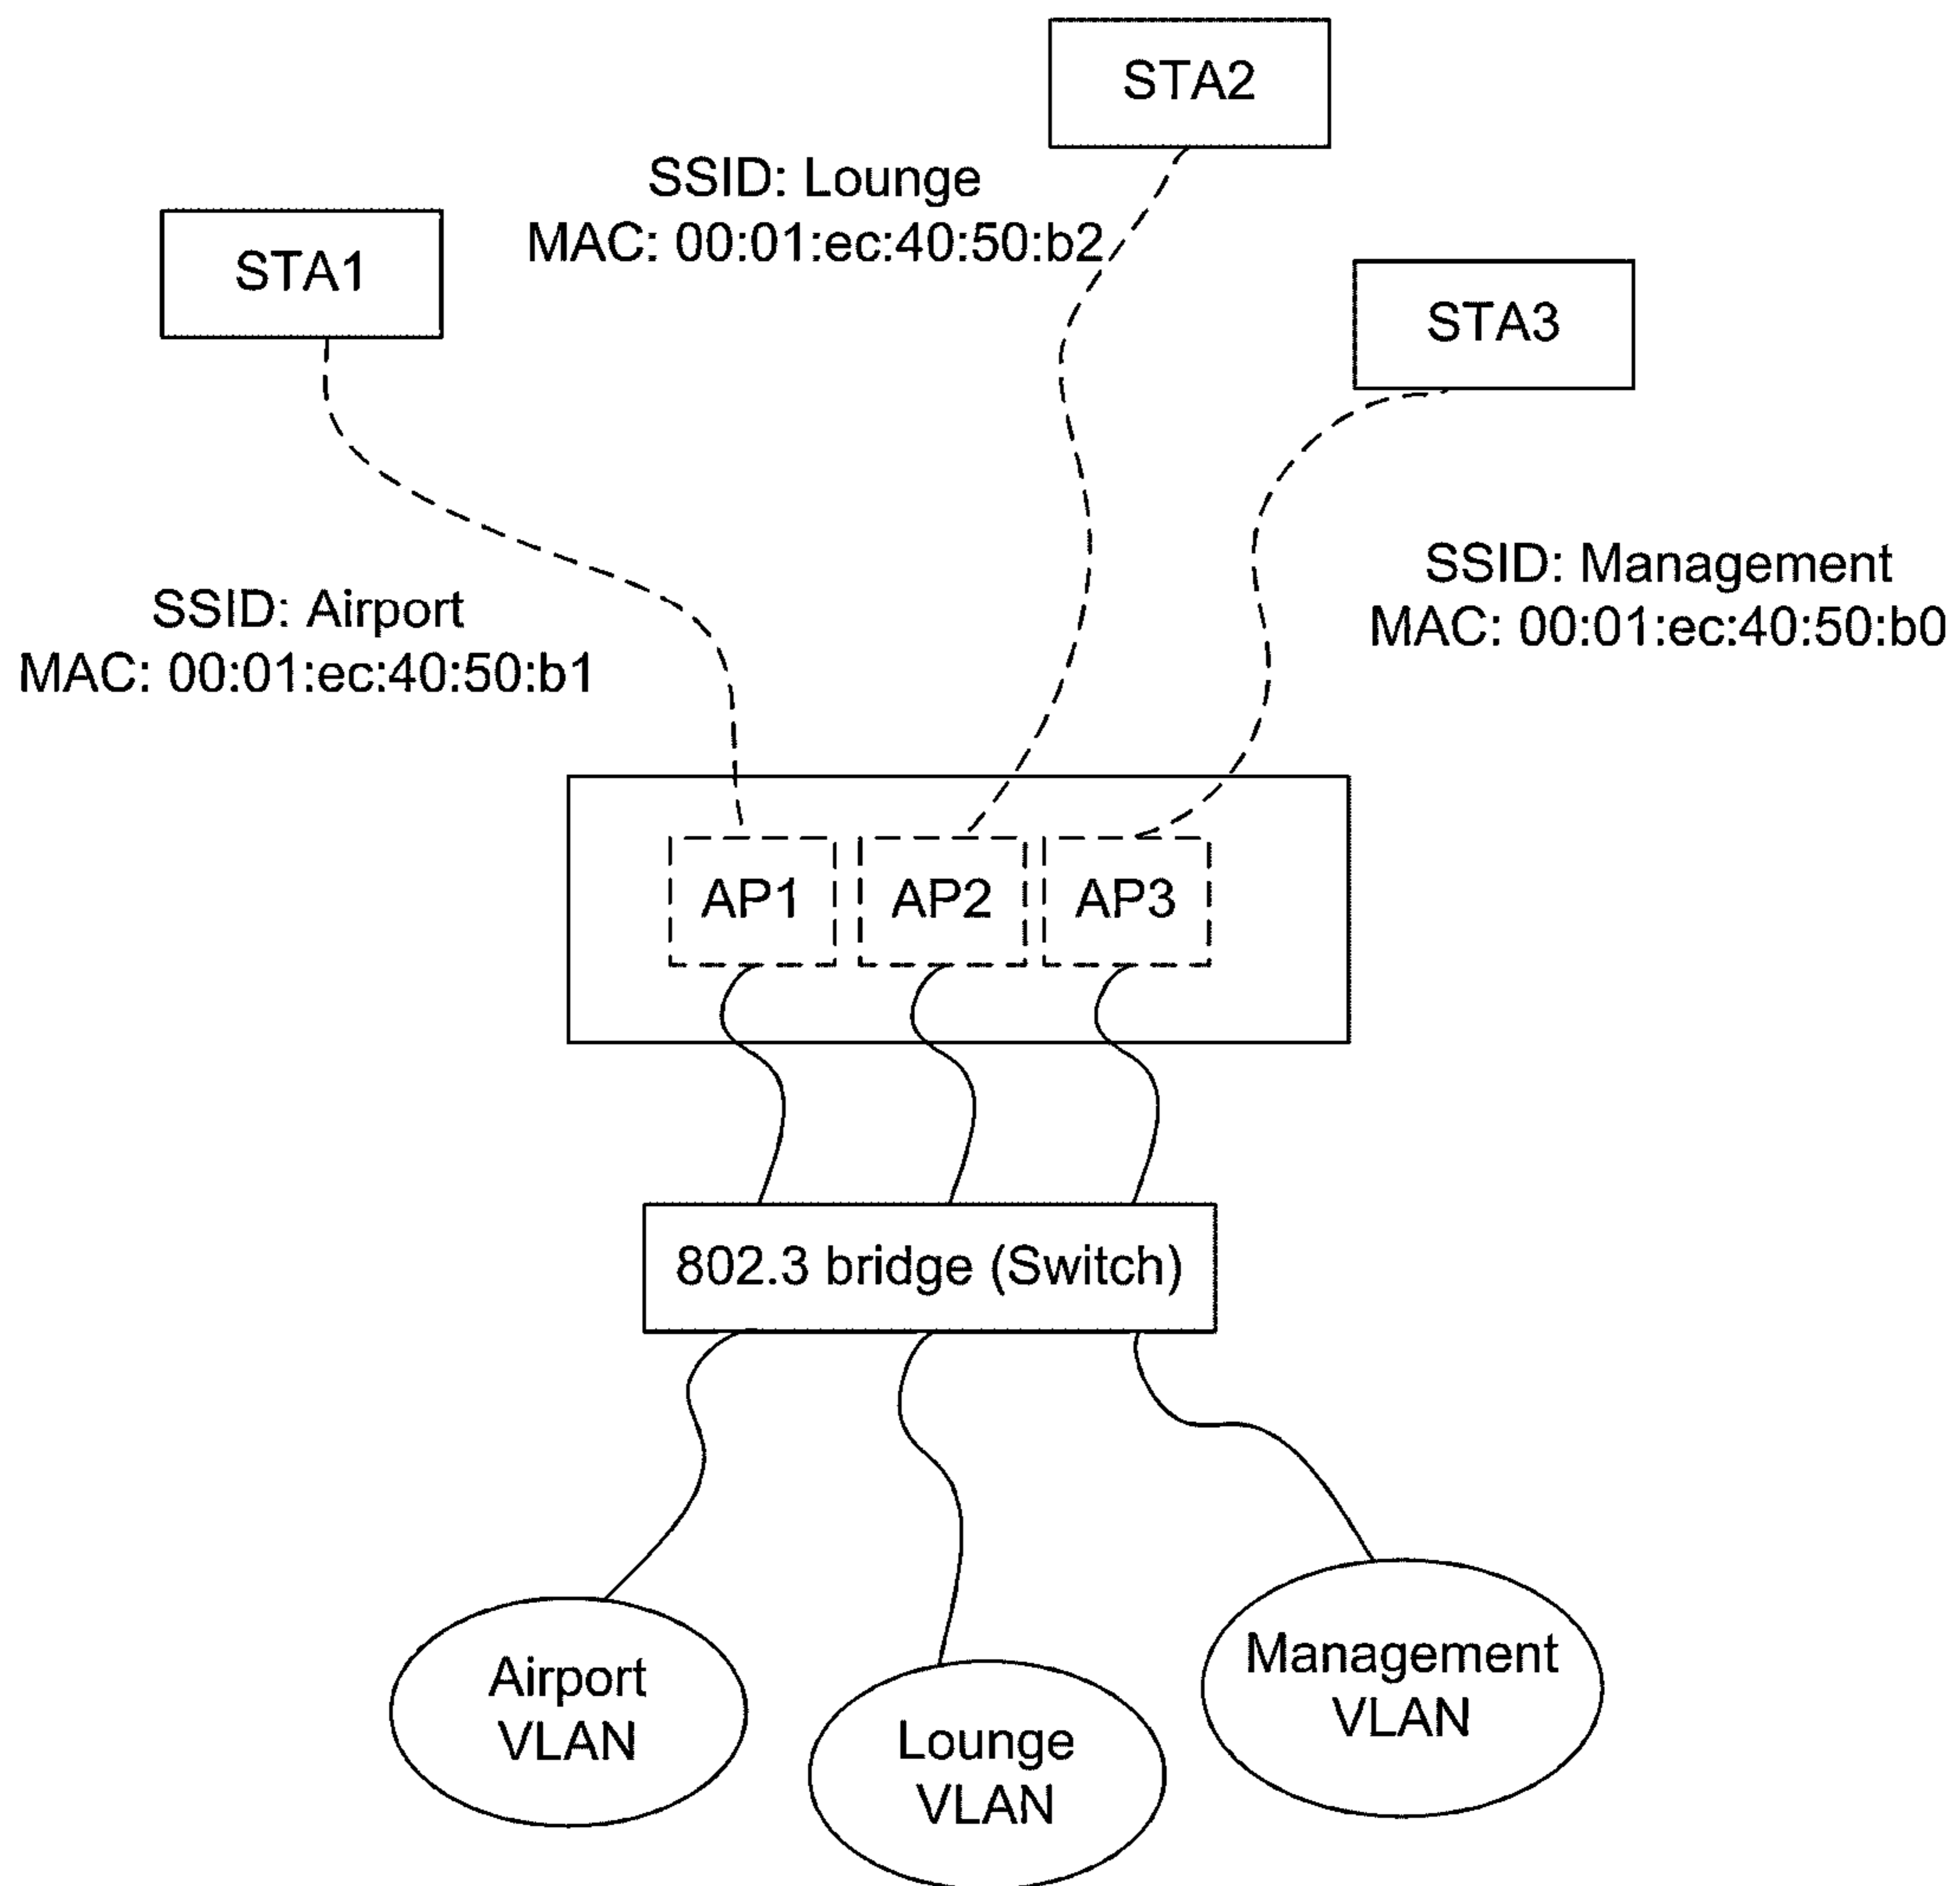 STA2
SSID: Lounge
MAC: 00:01:ec:40:50:b2
STA1
STA3
SSID: Management
MAC: 00:01:ec:40:50:b0
SSID: Airport
MAC: 00:01:ec:40:50:b1
AP1
AP2
AP3
802.3 bridge (Switch)
Airport
VLAN
Lounge
VLAN
Management
VLAN